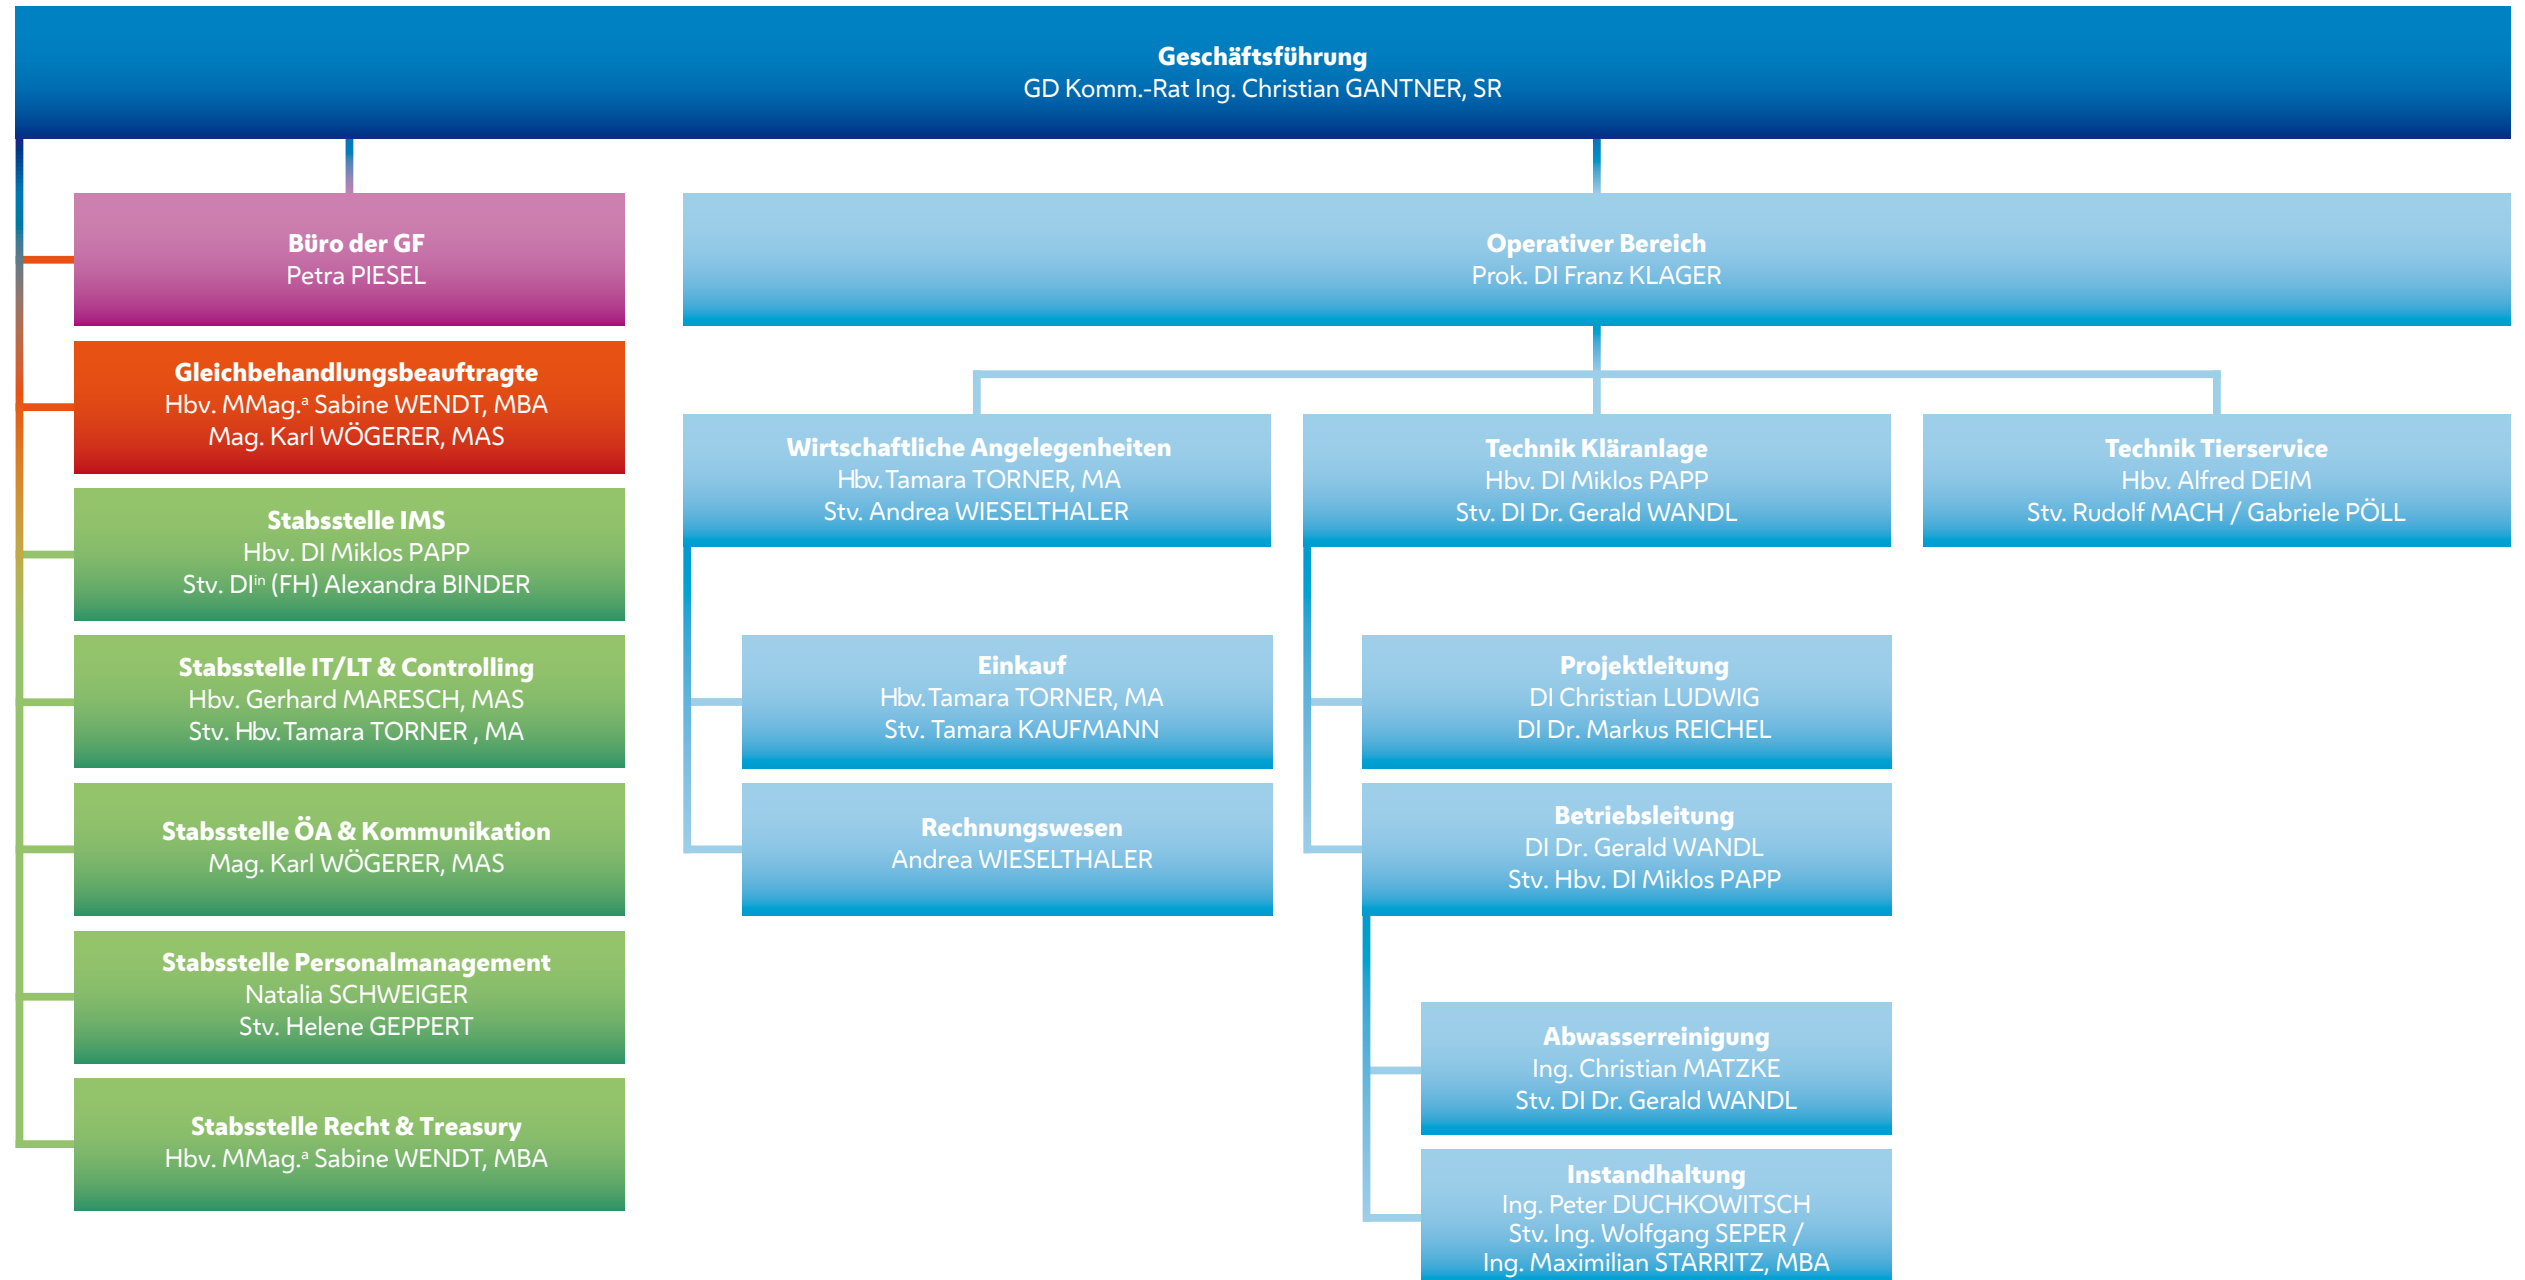 Geschäftsführung
GD Komm.-Rat Ing. Christian GANTNER, SR
Büro der GF
Petra PIESEL
Gleichbehandlungsbeauftragte
Hbv. MMag.ª Sabine WENDT, MBA
Mag. Karl WÖGERER, MAS
Stabsstelle IMS
Hbv. DI Miklos PAPP
Stv. DIⁱⁿ (FH) Alexandra BINDER
Stabsstelle IT/LT & Controlling
Hbv. Gerhard MARESCH, MAS
Stv. Hbv. Tamara TORNER , MA
Stabsstelle ÖA & Kommunikation
Mag. Karl WÖGERER, MAS
Stabsstelle Personalmanagement
Natalia SCHWEIGER
Stv. Helene GEPPERT
Stabsstelle Recht & Treasury
Hbv. MMag.ª Sabine WENDT, MBA
Operativer Bereich
Prok. DI Franz KLAGER
Wirtschaftliche Angelegenheiten
Hbv. Tamara TORNER, MA
Stv. Andrea WIESELTHALER
Einkauf
Hbv. Tamara TORNER, MA
Stv. Tamara KAUFMANN
Rechnungswesen
Andrea WIESELTHALER
Technik Kläranlage
Hbv. DI Miklos PAPP
Stv. DI Dr. Gerald WANDL
Projektleitung
DI Christian LUDWIG
DI Dr. Markus REICHEL
Betriebsleitung
DI Dr. Gerald WANDL
Stv. Hbv. DI Miklos PAPP
Abwasserreinigung
Ing. Christian MATZKE
Stv. DI Dr. Gerald WANDL
Instandhaltung
Ing. Peter DUCHKOWITSCH
Stv. Ing. Wolfgang SEPER /
Ing. Maximilian STARRITZ, MBA
Technik Tierservice
Hbv. Alfred DEIM
Stv. Rudolf MACH / Gabriele PÖLL